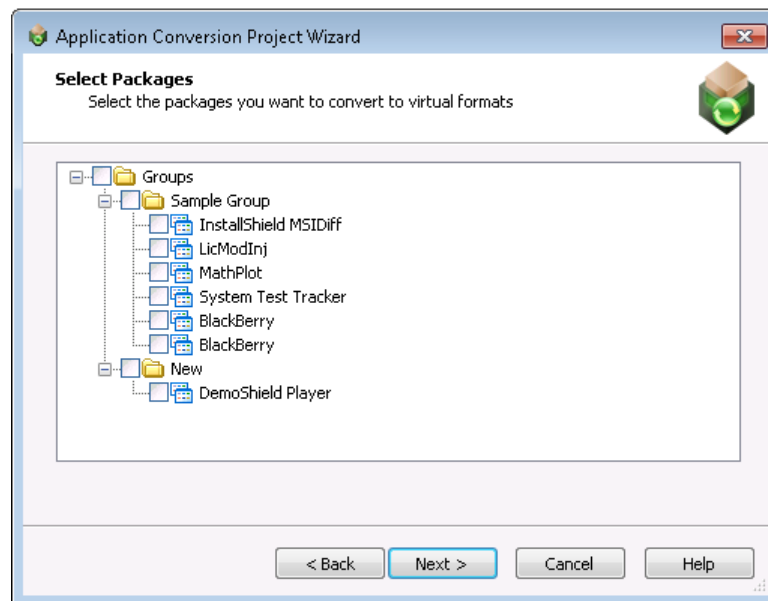 Application Conversion Project Wizard
Select Packages
Select the packages you want to convert to virtual formats
Groups
Sample Group
InstallShield MSIDiff
LicModInj
MathPlot
System Test Tracker
BlackBerry
BlackBerry
New
DemoShield Player
< Back Next > Cancel Help